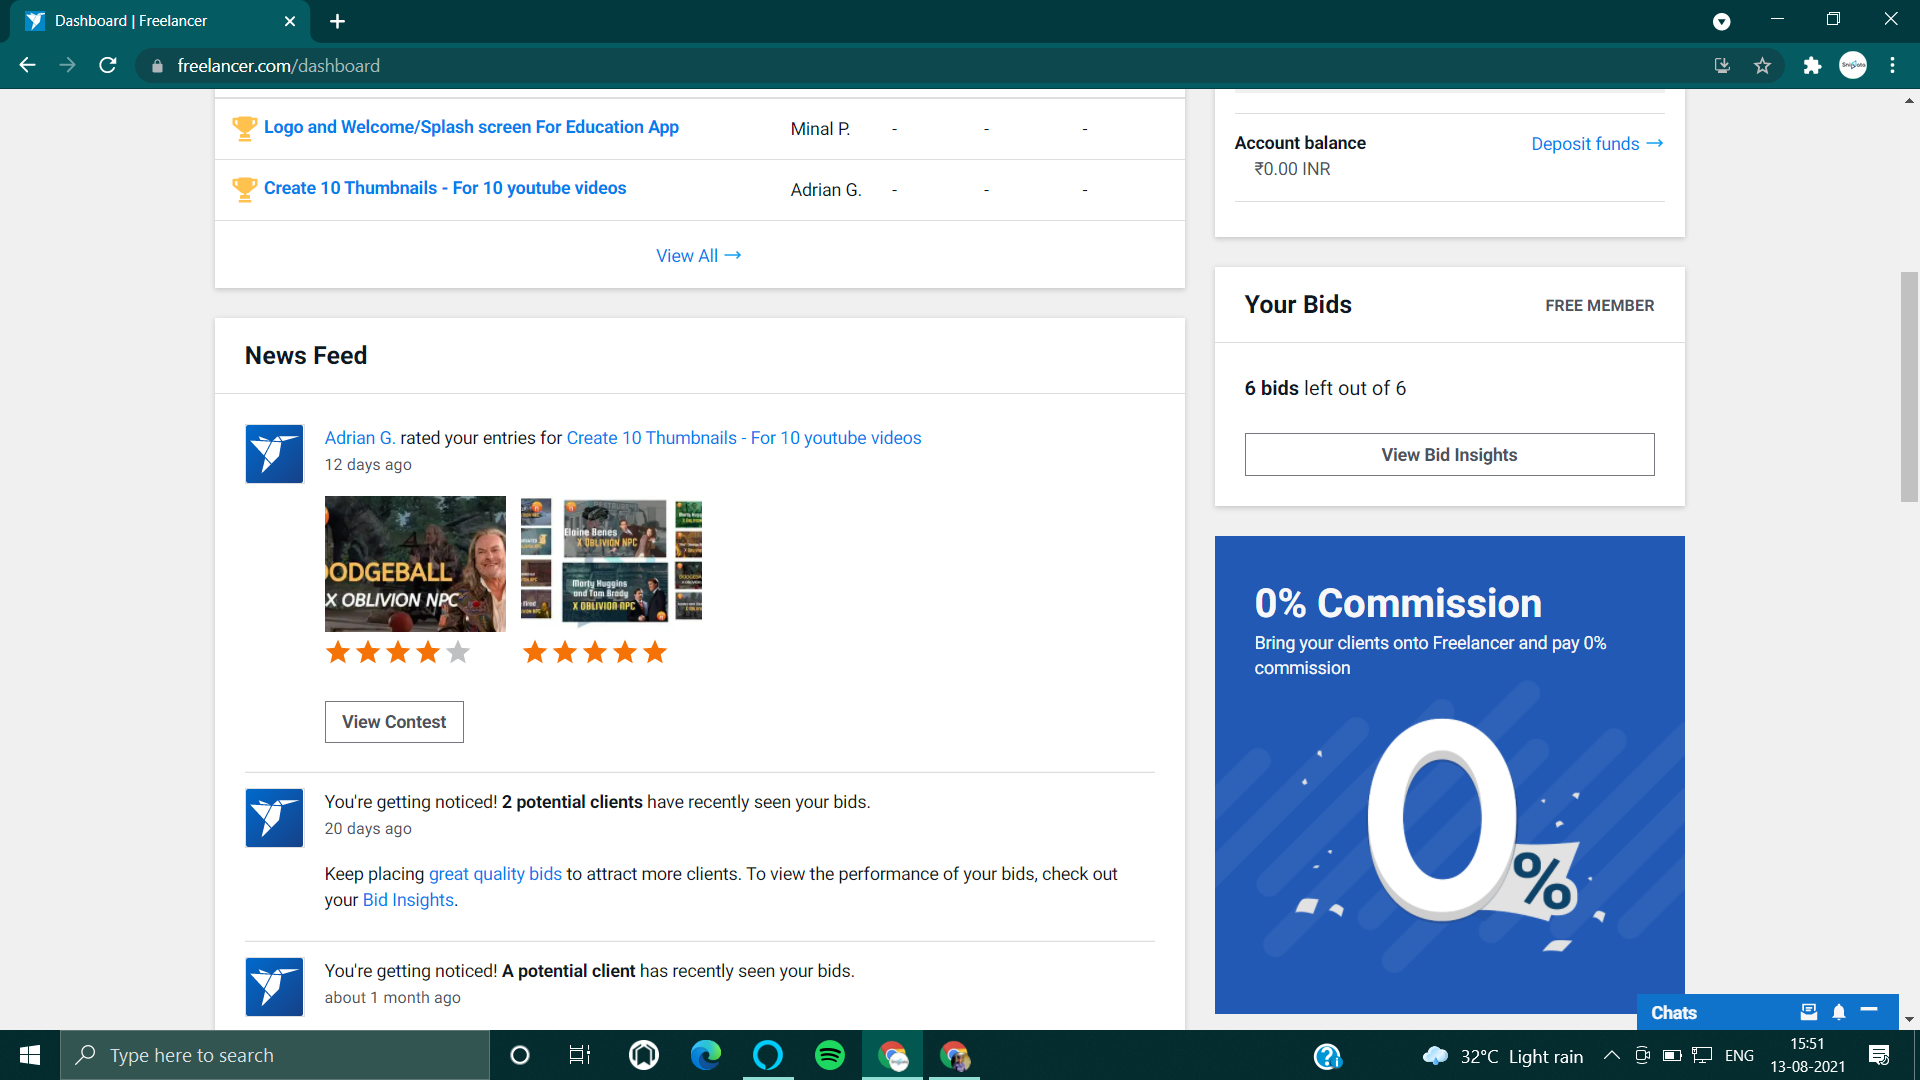 Dashboard | Freelancer
freelancer.com/dashboard
Logo and Welcome/Splash screen For Education App Minal P. - - -
Create 10 Thumbnails - For 10 youtube videos Adrian G. - - -
View All →
Account balance Deposit funds →
₹0.00 INR
Your Bids FREE MEMBER
6 bids left out of 6
View Bid Insights
News Feed
Adrian G. rated your entries for Create 10 Thumbnails - For 10 youtube videos
12 days ago
ODGEBALL
X OBLIVION NPC
Elaine Benes
X OBLIVION NPC
Marty Huggins
and Tom Brady
X OBLIVION NPC
View Contest
You're getting noticed! 2 potential clients have recently seen your bids.
20 days ago
Keep placing great quality bids to attract more clients. To view the performance of your bids, check out
your Bid Insights.
You're getting noticed! A potential client has recently seen your bids.
about 1 month ago
0% Commission
Bring your clients onto Freelancer and pay 0%
commission
0%
Chats
Type here to search
32°C Light rain
ENG
15:51
13-08-2021